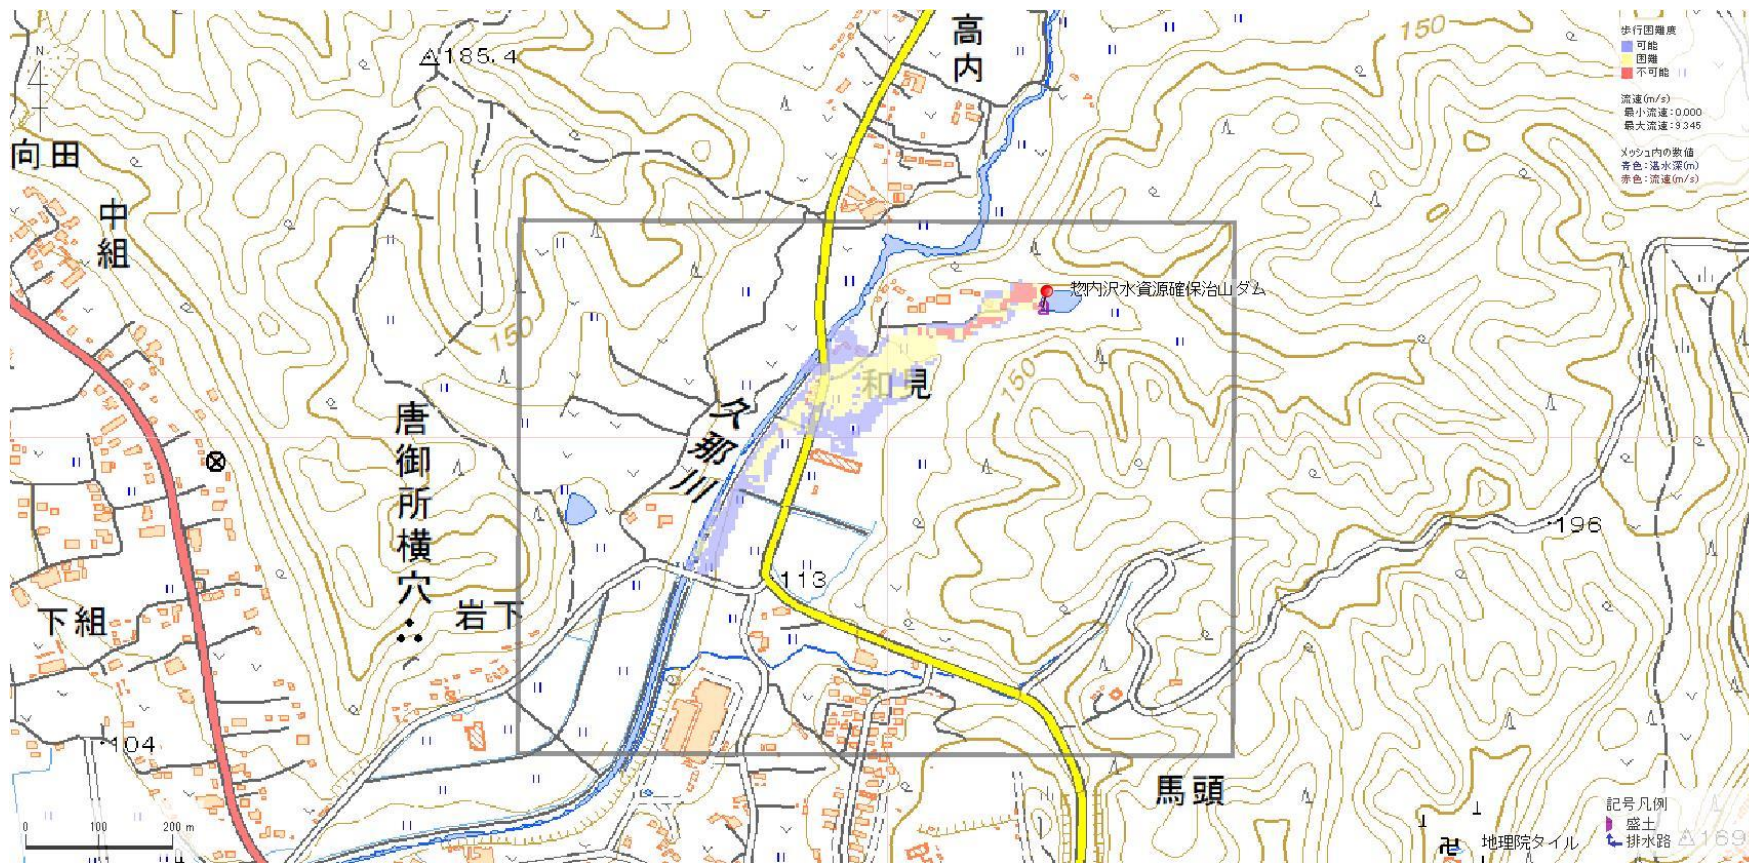 高内
150
歩行困難度
可能
困難
不可能
流速(m/s)
最小流速:0.000
最大流速:9.345
メッシュ内の数値
青色:湛水深(m)
赤色:流速(m/s)
N
185.4
向田
中組
惣内沢水資源確保治山ダム
150
150
和見
久那川
唐御所横穴
196
113
下組
岩下
104
馬頭
0 100 200 m
記号凡例
盛土
排水路
地理院タイル
169